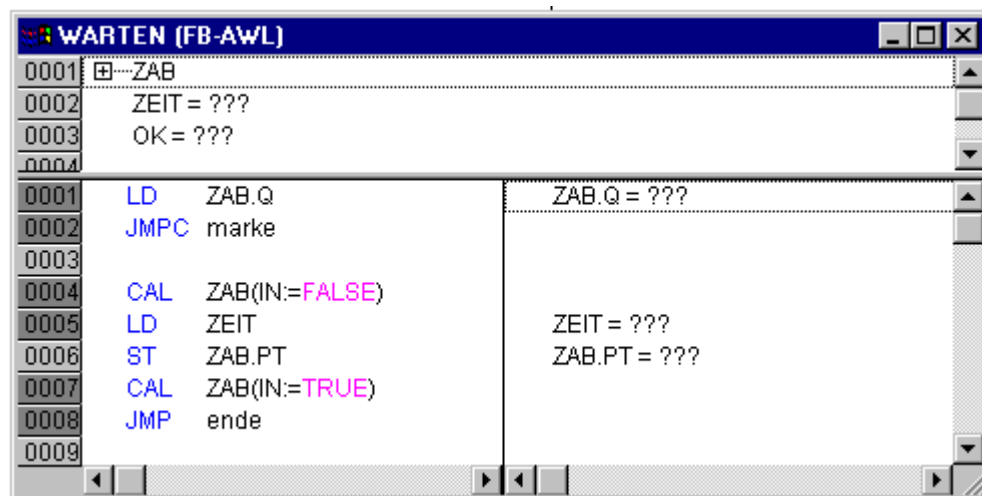 WARTEN (FB-AWL)
0001 ZAB
0002 ZEIT = ???
0003 OK = ???
0004
0001 LD ZAB.Q ZAB.Q = ???
0002 JMPC marke
0003
0004 CAL ZAB(IN:=FALSE)
0005 LD ZEIT ZEIT = ???
0006 ST ZAB.PT ZAB.PT = ???
0007 CAL ZAB(IN:=TRUE)
0008 JMP ende
0009